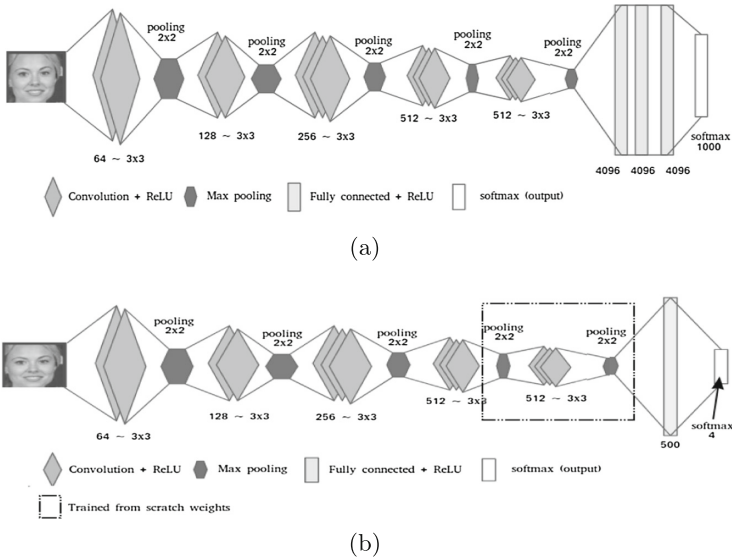 pooling
2x2
pooling
2x2
pooling
2x2
pooling
2x2
pooling
2x2
64 ~ 3x3
128 ~ 3x3
256 ~ 3x3
512 ~ 3x3
512 ~ 3x3
4096 4096 4096
softmax
1000
Convolution + ReLU
Max pooling
Fully connected + ReLU
softmax (output)
(a)
pooling
2x2
pooling
2x2
pooling
2x2
pooling
2x2
pooling
2x2
64 ~ 3x3
128 ~ 3x3
256 ~ 3x3
512 ~ 3x3
512 ~ 3x3
500
softmax
4
Convolution + ReLU
Max pooling
Fully connected + ReLU
softmax (output)
Trained from scratch weights
(b)